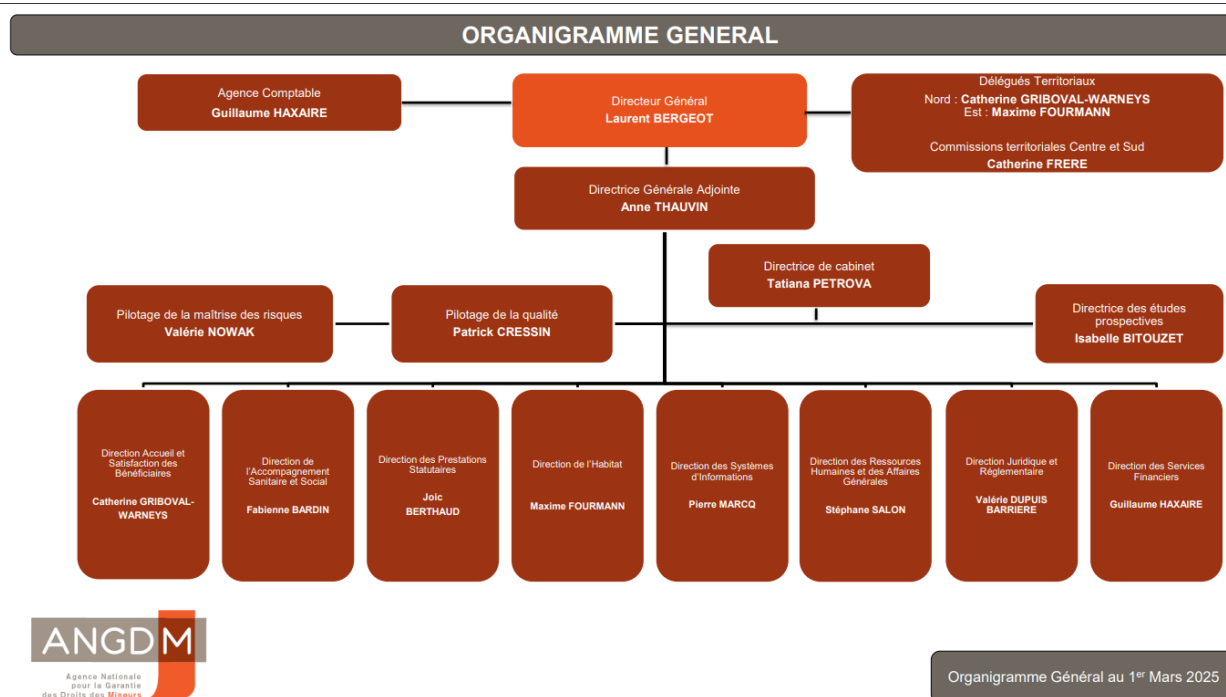 ORGANIGRAMME GENERAL
Agence Comptable
Guillaume HAXAIRE
Directeur Général
Laurent BERGEOT
Délégués Territoriaux
Nord : Catherine GRIBOVAL-WARNEYS
Est : Maxime FOURMANN
Commissions territoriales Centre et Sud
Catherine FRERE
Directrice Générale Adjointe
Anne THAUVIN
Directrice de cabinet
Tatiana PETROVA
Pilotage de la maîtrise des risques
Valérie NOWAK
Pilotage de la qualité
Patrick CRESSIN
Directrice des études
prospectives
Isabelle BITOUZET
Direction Accueil et
Satisfaction des
Bénéficiaires
Catherine GRIBOVAL-
WARNEYS
Direction de
l'Accompagnement
Sanitaire et Social
Fabienne BARDIN
Direction des Prestations
Statutaires
Joic
BERTHAUD
Direction de l'Habitat
Maxime FOURMANN
Direction des Systèmes
d'Informations
Pierre MARCQ
Direction des Ressources
Humaines et des Affaires
Générales
Stéphane SALON
Direction Juridique et
Réglementaire
Valérie DUPUIS
BARRIERE
Direction des Services
Financiers
Guillaume HAXAIRE
ANGDM
Agence Nationale
pour la Garantie
des Droits des Mineurs
Organigramme Général au 1er Mars 2025